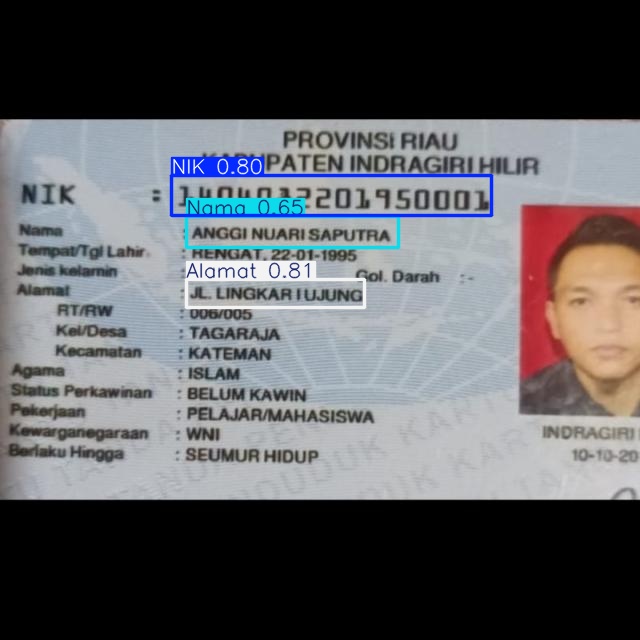 PROVINSI RIAU
KABUPATEN INDRAGIRI HILIR
NIK 0.80
NIK : 1404012201950001
Nama 0.65
Nama : ANGGI NUARI SAPUTRA
Tempat/Tgl Lahir : RENGAT, 22-01-1995
Alamat 0.81
Jenis kelamin Gol. Darah : -
Alamat : JL. LINGKAR I UJUNG
RT/RW : 006/005
Kel/Desa : TAGARAJA
Kecamatan : KATEMAN
Agama : ISLAM
Status Perkawinan : BELUM KAWIN
Pekerjaan : PELAJAR/MAHASISWA
Kewarganegaraan : WNI
Berlaku Hingga : SEUMUR HIDUP
INDRAGIRI
10-10-20